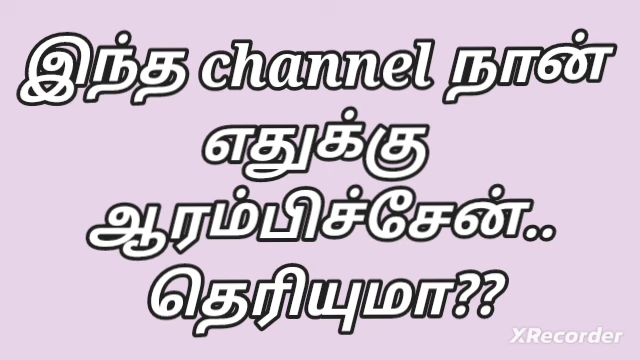 இந்த channel நான்
எதுக்கு
ஆரம்பிச்சேன்..
தெரியுமா??
XRecorder